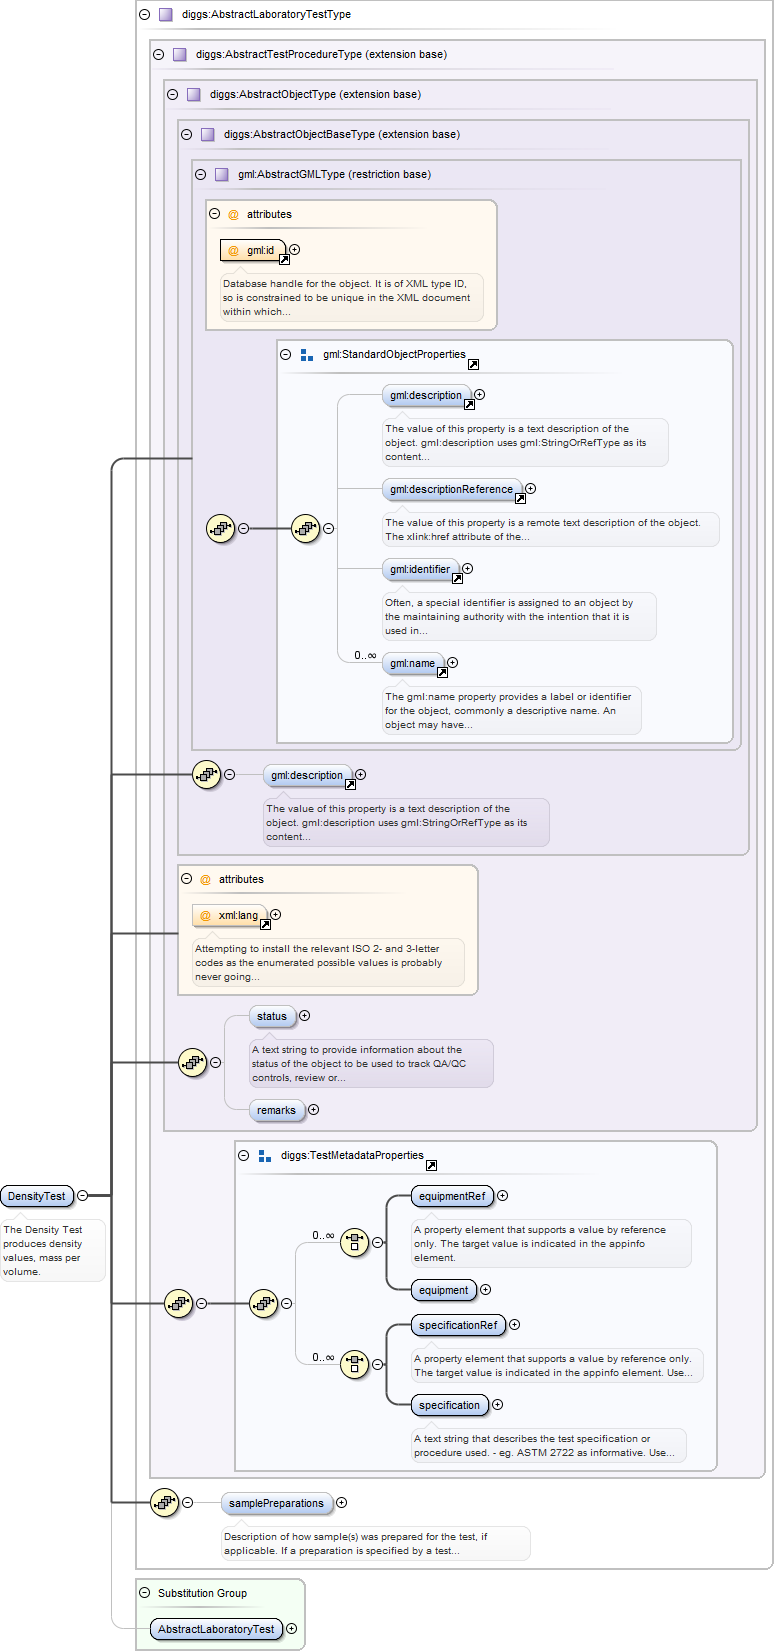 diggs:AbstractLaboratoryTestType
diggs:AbstractTestProcedureType (extension base)
diggs:AbstractObjectType (extension base)
diggs:AbstractObjectBaseType (extension base)
gml:AbstractGMLType (restriction base)
@ attributes
@ gml:id
Database handle for the object. It is of XML type ID,
so is constrained to be unique in the XML document
within which...
gml:StandardObjectProperties
gml:description
The value of this property is a text description of the
object. gml:description uses gml:StringOrRefType as its
content...
gml:descriptionReference
The value of this property is a remote text description of the object.
The xlink:href attribute of the...
gml:identifier
Often, a special identifier is assigned to an object by
the maintaining authority with the intention that it is
used in...
0..∞
gml:name
The gml:name property provides a label or identifier
for the object, commonly a descriptive name. An
object may have...
gml:description
The value of this property is a text description of the
object. gml:description uses gml:StringOrRefType as its
content...
@ attributes
@ xml:lang
Attempting to install the relevant ISO 2- and 3-letter
codes as the enumerated possible values is probably
never going...
status
A text string to provide information about the
status of the object to be used to track QA/QC
controls, review or...
remarks
diggs:TestMetadataProperties
DensityTest
The Density Test
produces density
values, mass per
volume.
0..∞
equipmentRef
A property element that supports a value by reference
only. The target value is indicated in the appinfo
element.
equipment
0..∞
specificationRef
A property element that supports a value by reference only.
The target value is indicated in the appinfo element. Use...
specification
A text string that describes the test specification or
procedure used. - eg. ASTM 2722 as informative. Use...
samplePreparations
Description of how sample(s) was prepared for the test, if
applicable. If a preparation is specified by a test...
Substitution Group
AbstractLaboratoryTest